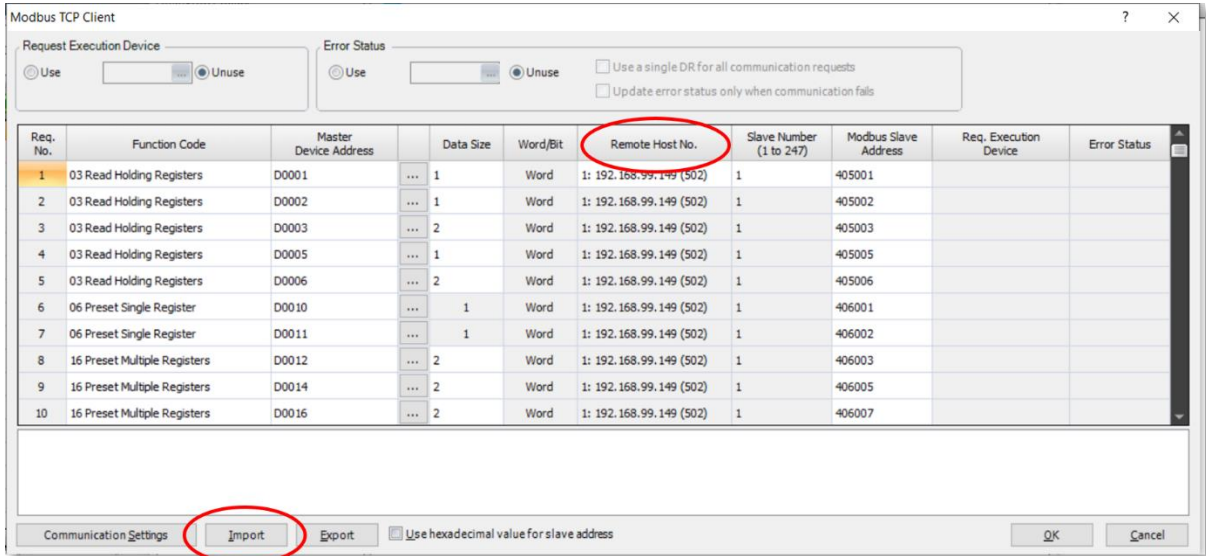 Modbus TCP Client ? ×
Request Execution Device Error Status
Use ... Unuse Use ... Unuse Use a single DR for all communication requests
Update error status only when communication fails
Req. No. Function Code Master Device Address Data Size Word/Bit Remote Host No. Slave Number (1 to 247) Modbus Slave Address Req. Execution Device Error Status
1 03 Read Holding Registers D0001 ... 1 Word 1: 192.168.99.149 (502) 1 405001
2 03 Read Holding Registers D0002 ... 1 Word 1: 192.168.99.149 (502) 1 405002
3 03 Read Holding Registers D0003 ... 2 Word 1: 192.168.99.149 (502) 1 405003
4 03 Read Holding Registers D0005 ... 1 Word 1: 192.168.99.149 (502) 1 405005
5 03 Read Holding Registers D0006 ... 2 Word 1: 192.168.99.149 (502) 1 405006
6 06 Preset Single Register D0010 ... 1 Word 1: 192.168.99.149 (502) 1 406001
7 06 Preset Single Register D0011 ... 1 Word 1: 192.168.99.149 (502) 1 406002
8 16 Preset Multiple Registers D0012 ... 2 Word 1: 192.168.99.149 (502) 1 406003
9 16 Preset Multiple Registers D0014 ... 2 Word 1: 192.168.99.149 (502) 1 406005
10 16 Preset Multiple Registers D0016 ... 2 Word 1: 192.168.99.149 (502) 1 406007
Communication Settings Import Export Use hexadecimal value for slave address OK Cancel